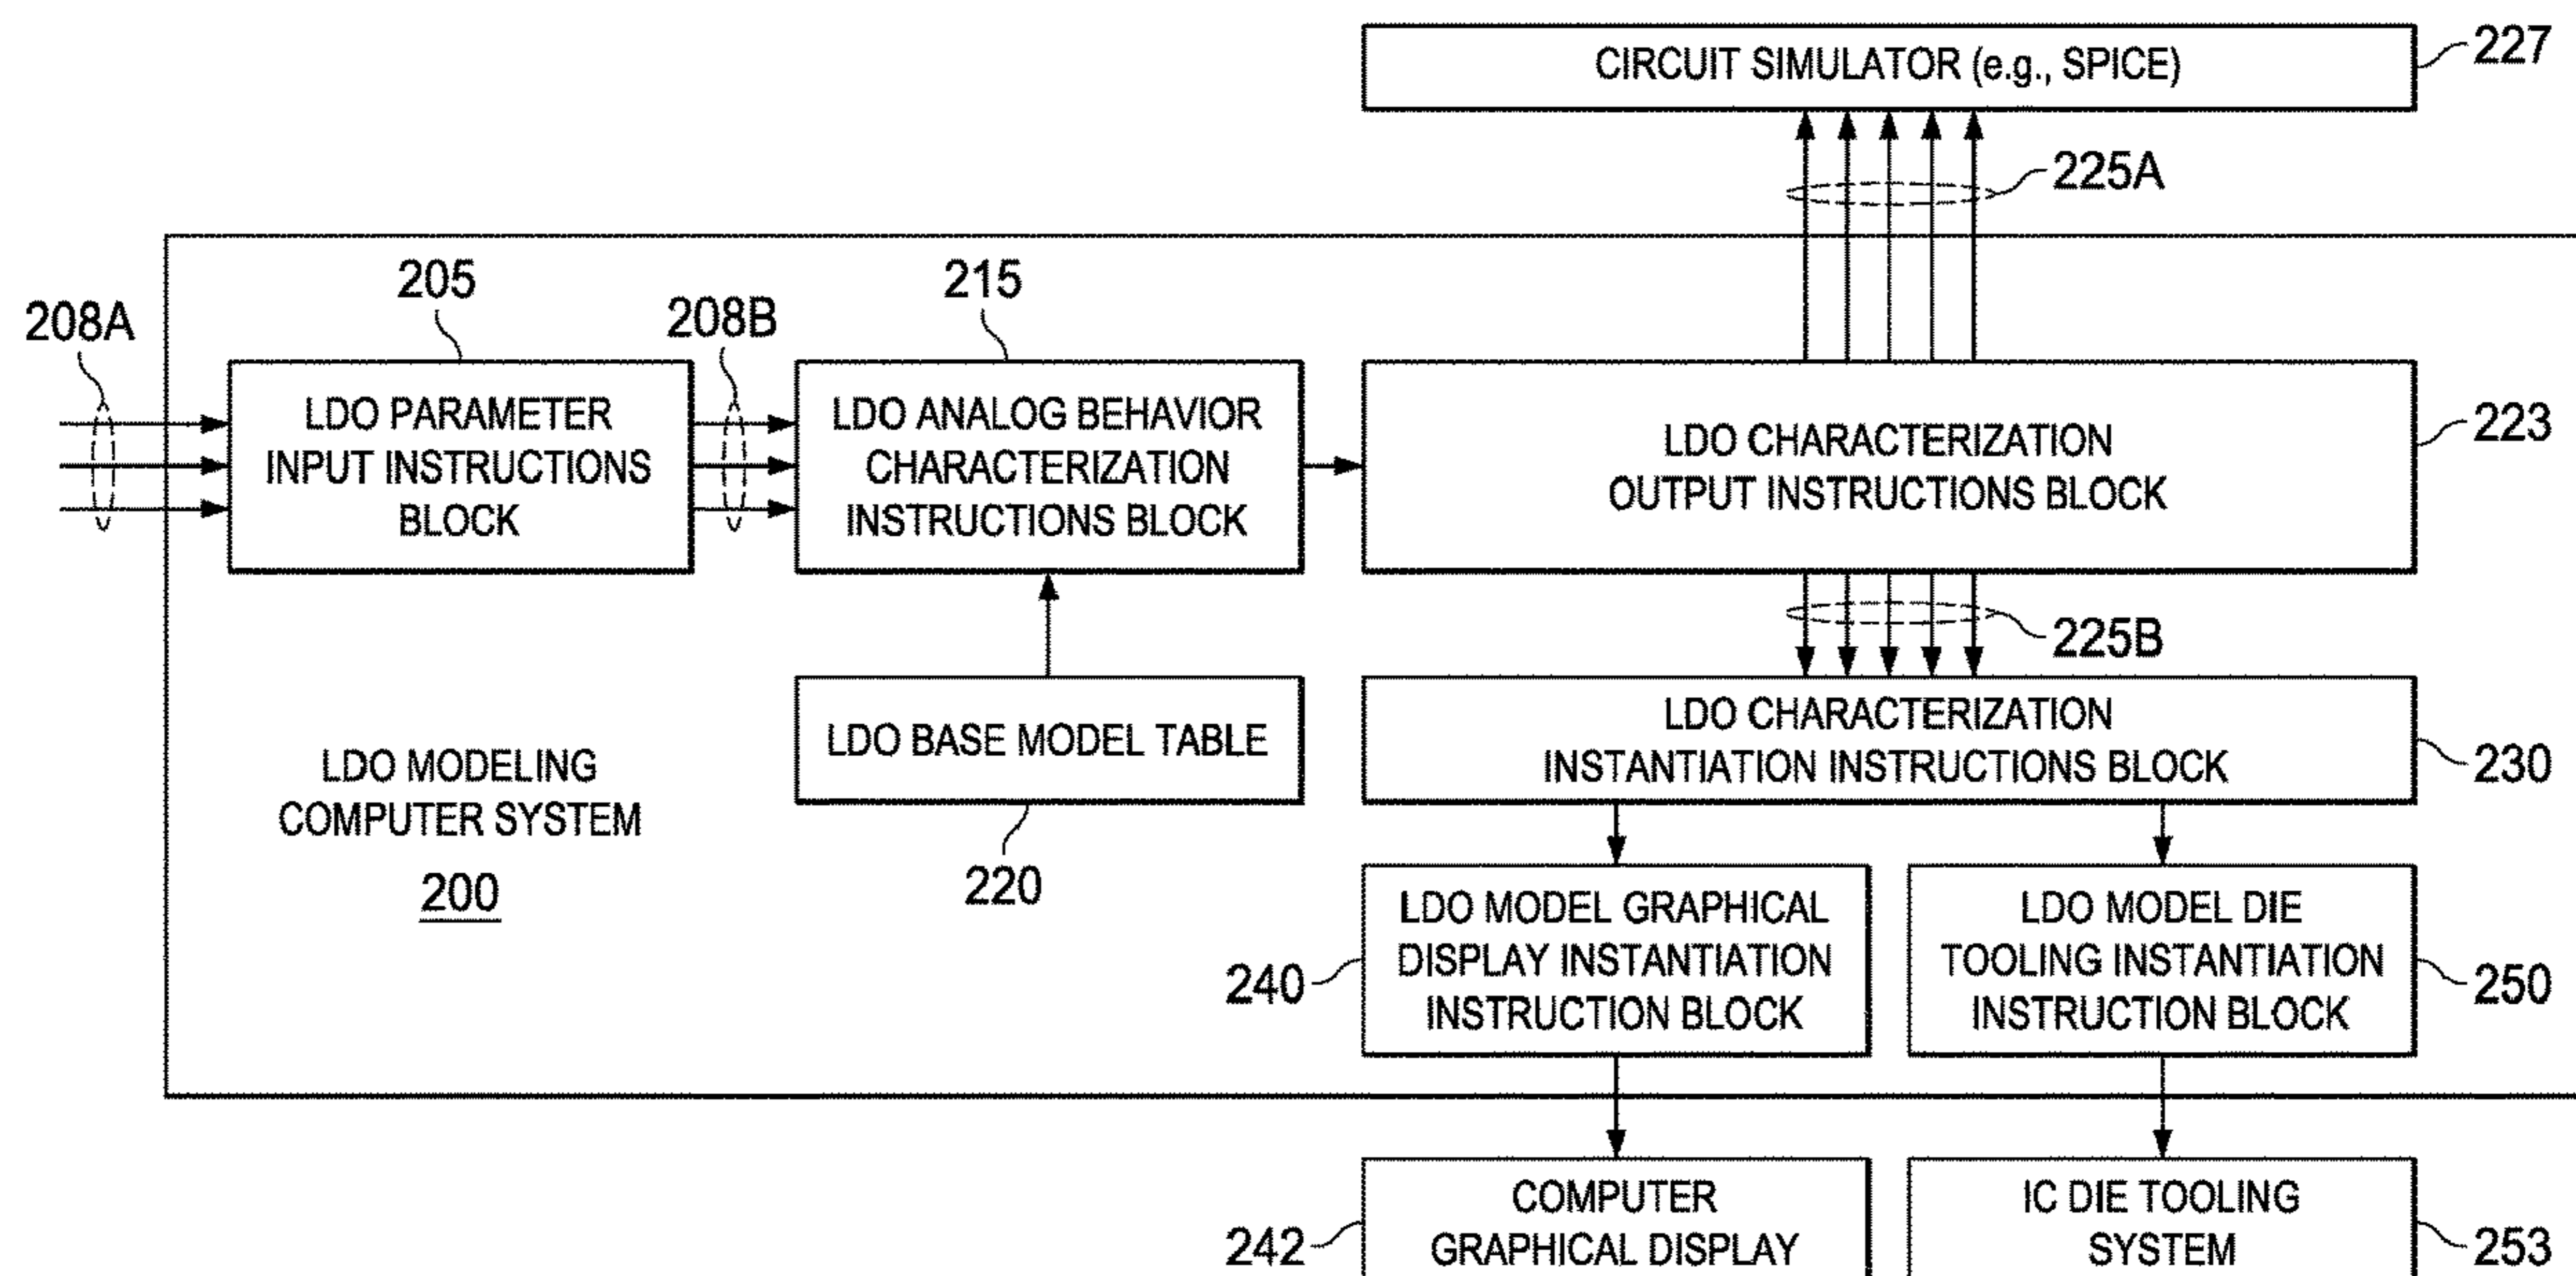 CIRCUIT SIMULATOR (e.g., SPICE)
227
225A
205
215
208A
208B
LDO PARAMETER
INPUT INSTRUCTIONS
BLOCK
LDO ANALOG BEHAVIOR
CHARACTERIZATION
INSTRUCTIONS BLOCK
LDO CHARACTERIZATION
OUTPUT INSTRUCTIONS BLOCK
223
225B
LDO BASE MODEL TABLE
220
LDO CHARACTERIZATION
INSTANTIATION INSTRUCTIONS BLOCK
230
LDO MODELING
COMPUTER SYSTEM
200
240
LDO MODEL GRAPHICAL
DISPLAY INSTANTIATION
INSTRUCTION BLOCK
LDO MODEL DIE
TOOLING INSTANTIATION
INSTRUCTION BLOCK
250
242
COMPUTER
GRAPHICAL DISPLAY
IC DIE TOOLING
SYSTEM
253